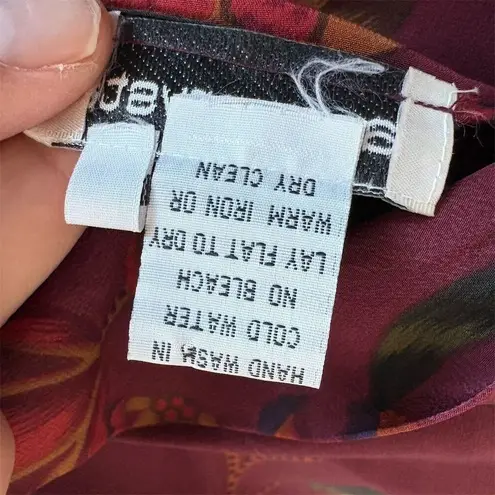 HAND WASH, IN
COLD WATER
NO BLEACH
LAY FLAT TO DRY
WARM IRON OR
DRY CLEAN